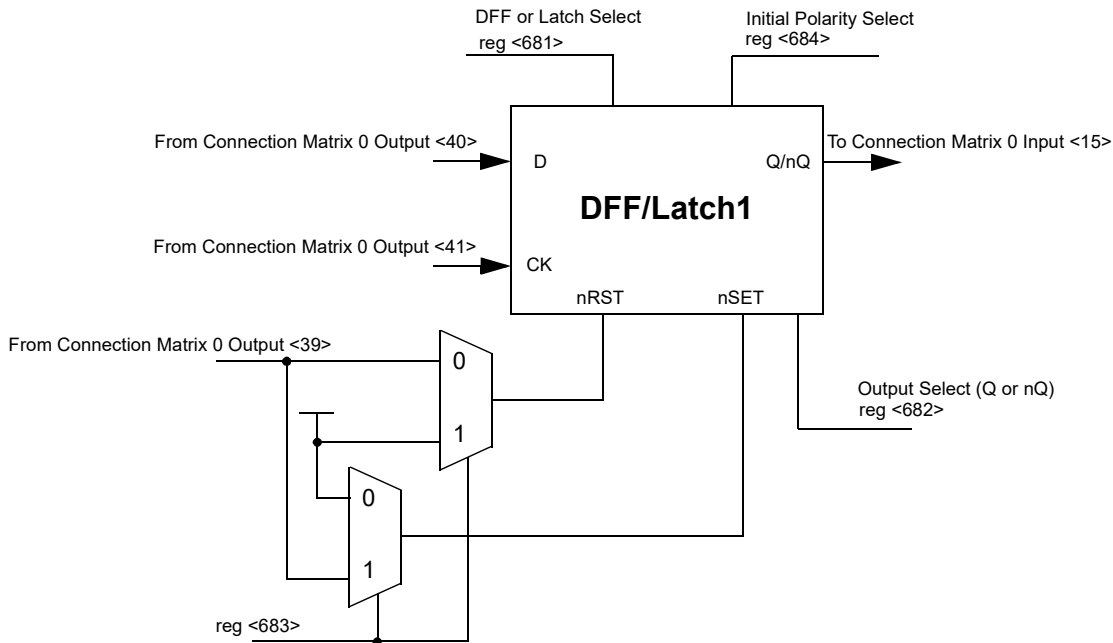 DFF or Latch Select
reg <681>
Initial Polarity Select
reg <684>
From Connection Matrix 0 Output <40>
D
Q/nQ
To Connection Matrix 0 Input <15>
DFF/Latch1
From Connection Matrix 0 Output <41>
CK
nRST
nSET
From Connection Matrix 0 Output <39>
0
1
Output Select (Q or nQ)
reg <682>
0
1
reg <683>